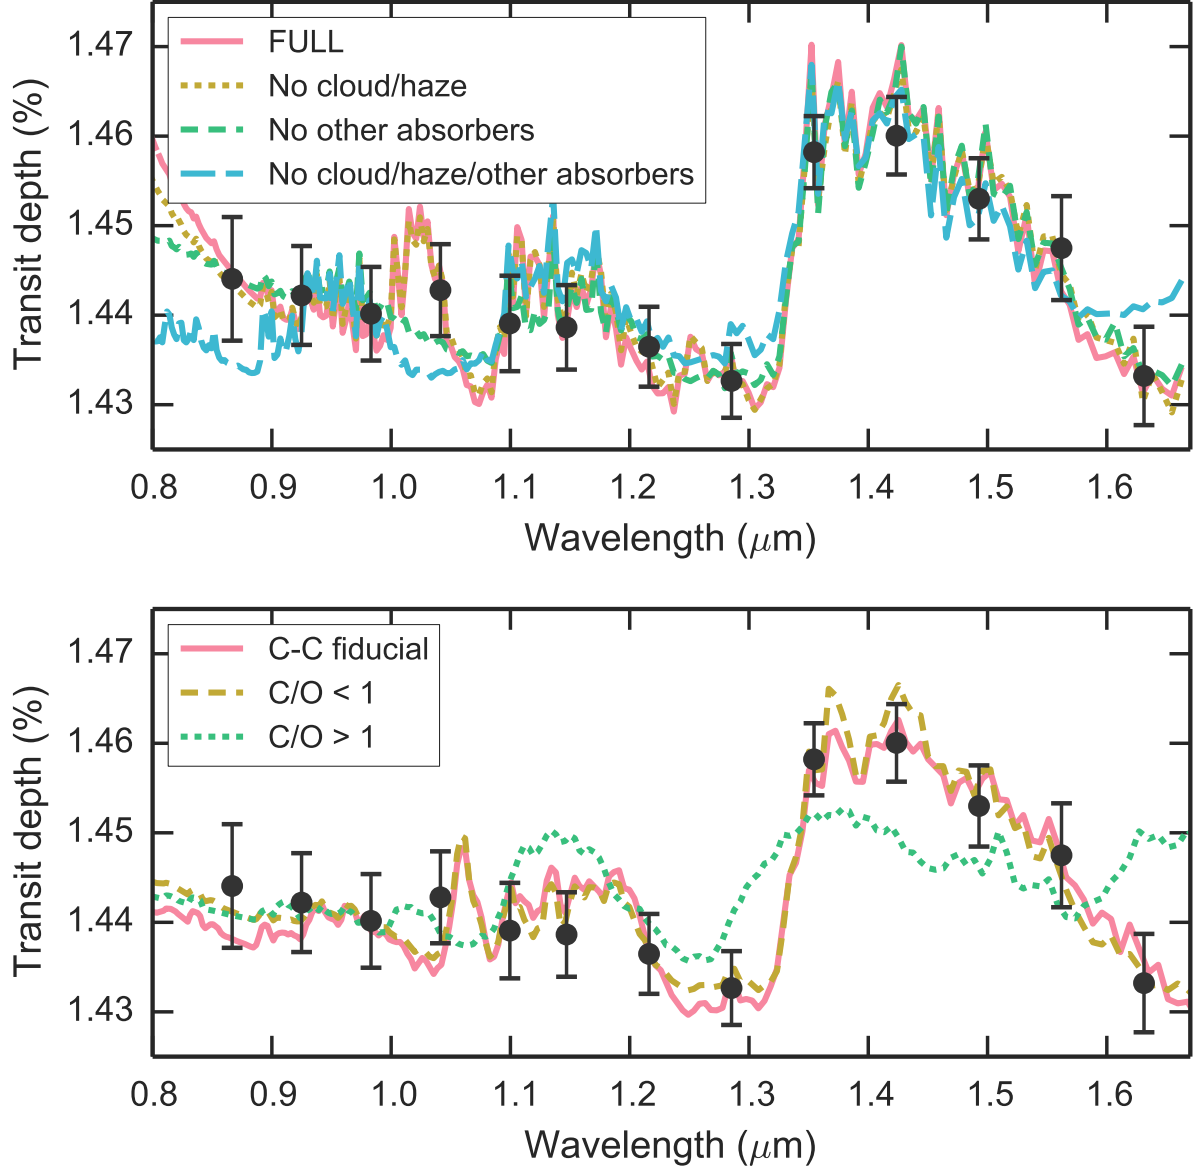 1.47
1.46
1.45
1.44
1.43
Transit depth (%)
FULL
No cloud/haze
No other absorbers
No cloud/haze/other absorbers
0.8 0.9 1.0 1.1 1.2 1.3 1.4 1.5 1.6
Wavelength (μm)
1.47
1.46
1.45
1.44
1.43
Transit depth (%)
C-C fiducial
C/O < 1
C/O > 1
0.8 0.9 1.0 1.1 1.2 1.3 1.4 1.5 1.6
Wavelength (μm)